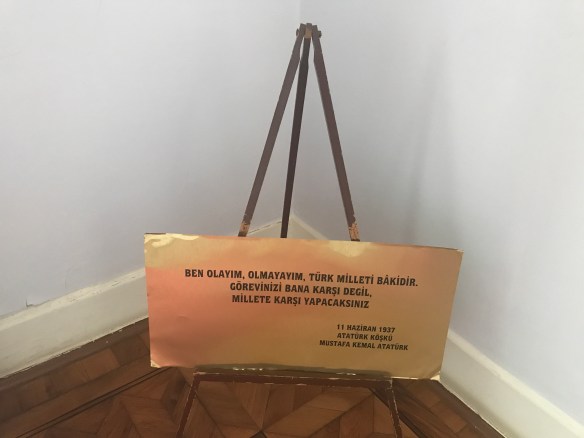 BEN OLAYIM, OLMAYAYIM, TÜRK MİLLETİ BÂKİDİR.
GÖREVİNİZİ BANA KARŞI DEGİL,
MİLLETE KARŞI YAPACAKSINIZ
11 HAZİRAN 1937
ATATÜRK KÖŞKÜ
MUSTAFA KEMAL ATATÜRK